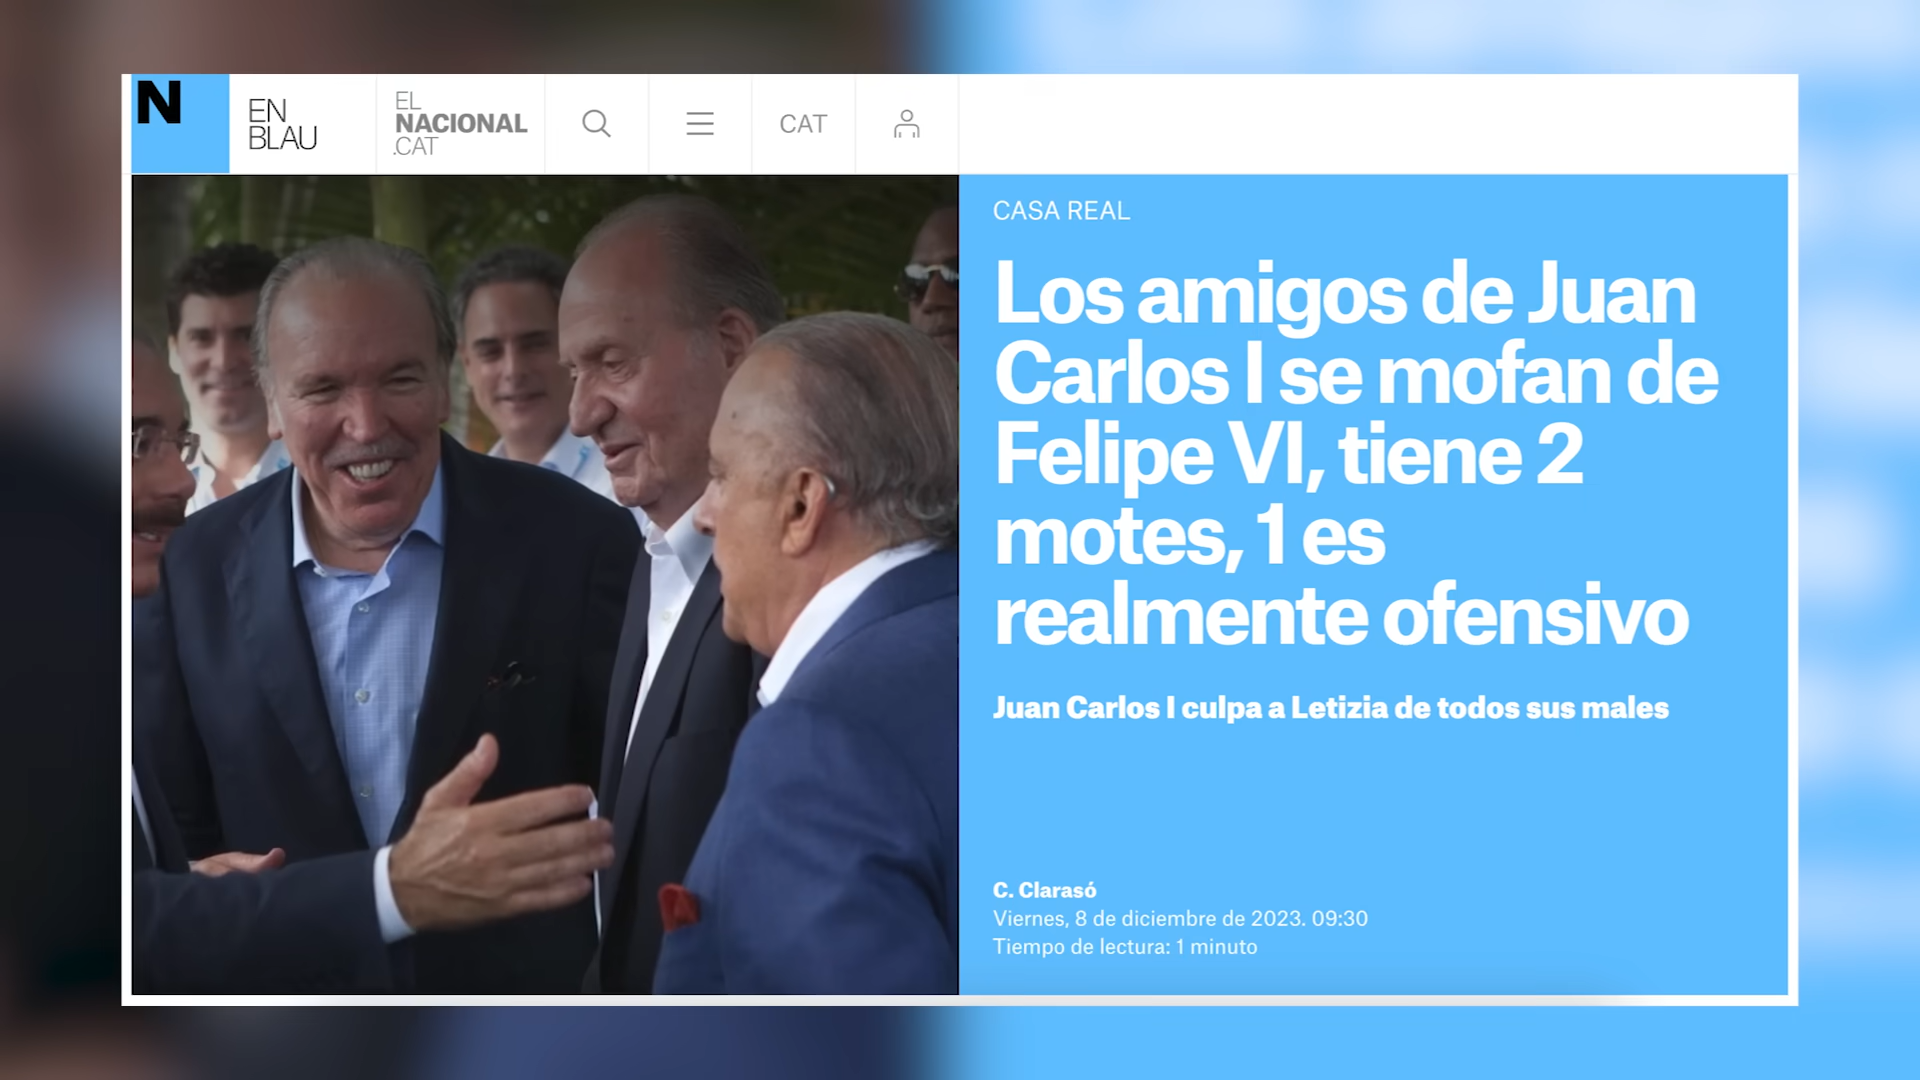 N
EN
BLAU
EL
NACIONAL
.CAT
CAT
CASA REAL
Los amigos de Juan
Carlos I se mofan de
Felipe VI, tiene 2
motes, 1 es
realmente ofensivo
Juan Carlos I culpa a Letizia de todos sus males
C. Clarasó
Viernes, 8 de diciembre de 2023. 09:30
Tiempo de lectura: 1 minuto